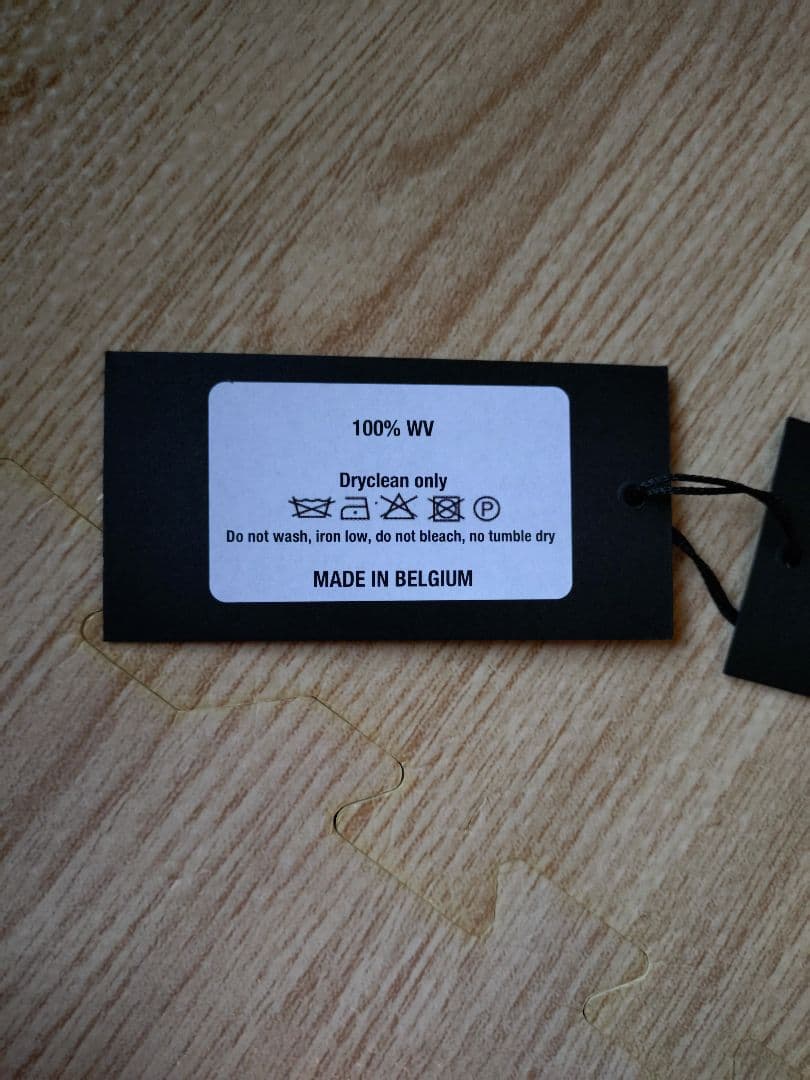 100% WV
Dryclean only
P
Do not wash, iron low, do not bleach, no tumble dry
MADE IN BELGIUM